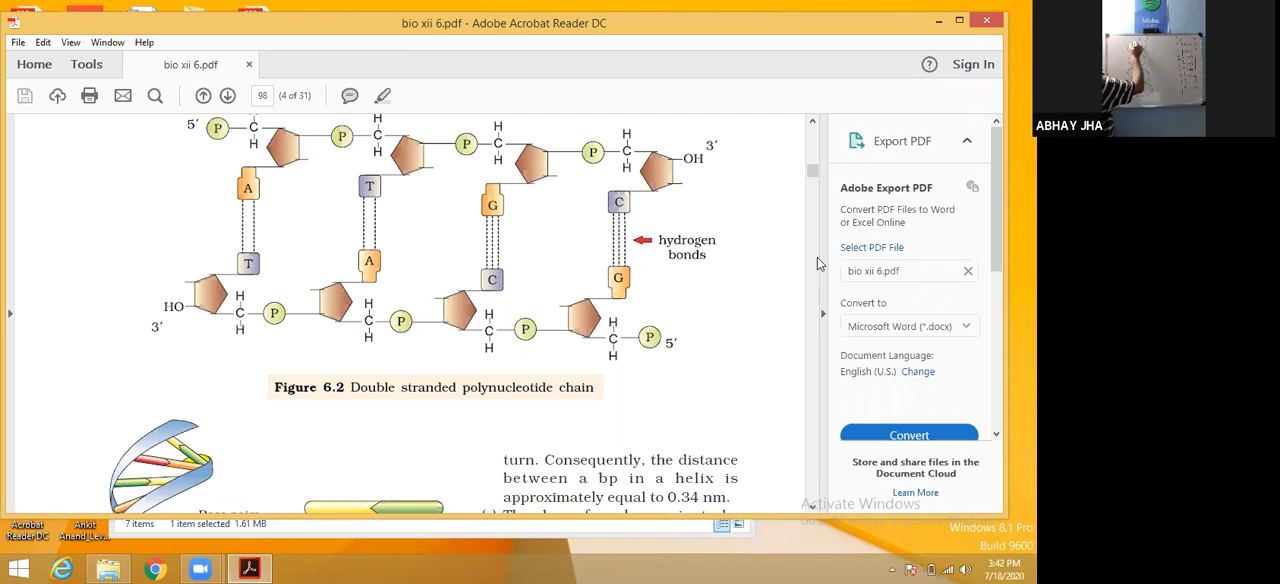 bio xii 6.pdf - Adobe Acrobat Reader DC
File Edit View Window Help
Home Tools bio xii 6.pdf × Sign In
98 (4 of 31)
5′ P C H P C H H P C H H P C H H 3′
OH
A T G C
hydrogen
bonds
T A C G
HO
3′ H C H P H C H P H C H P H C H P 5′
Figure 6.2 Double stranded polynucleotide chain
turn. Consequently, the distance
between a bp in a helix is
approximately equal to 0.34 nm.
Export PDF
Adobe Export PDF
Convert PDF Files to Word
or Excel Online
Select PDF File
bio xii 6.pdf
Convert to
Microsoft Word (*.docx)
Document Language:
English (U.S.) Change
Convert
Store and share files in the
Document Cloud
Learn More
Activate Windows
Acrobat
Reader DC
Ankit
Anand_Lev...
7 items 1 item selected 1.61 MB
Windows 8.1 Pro
Build 9600
3:42 PM
7/18/2020
Make
ABHAY JHA